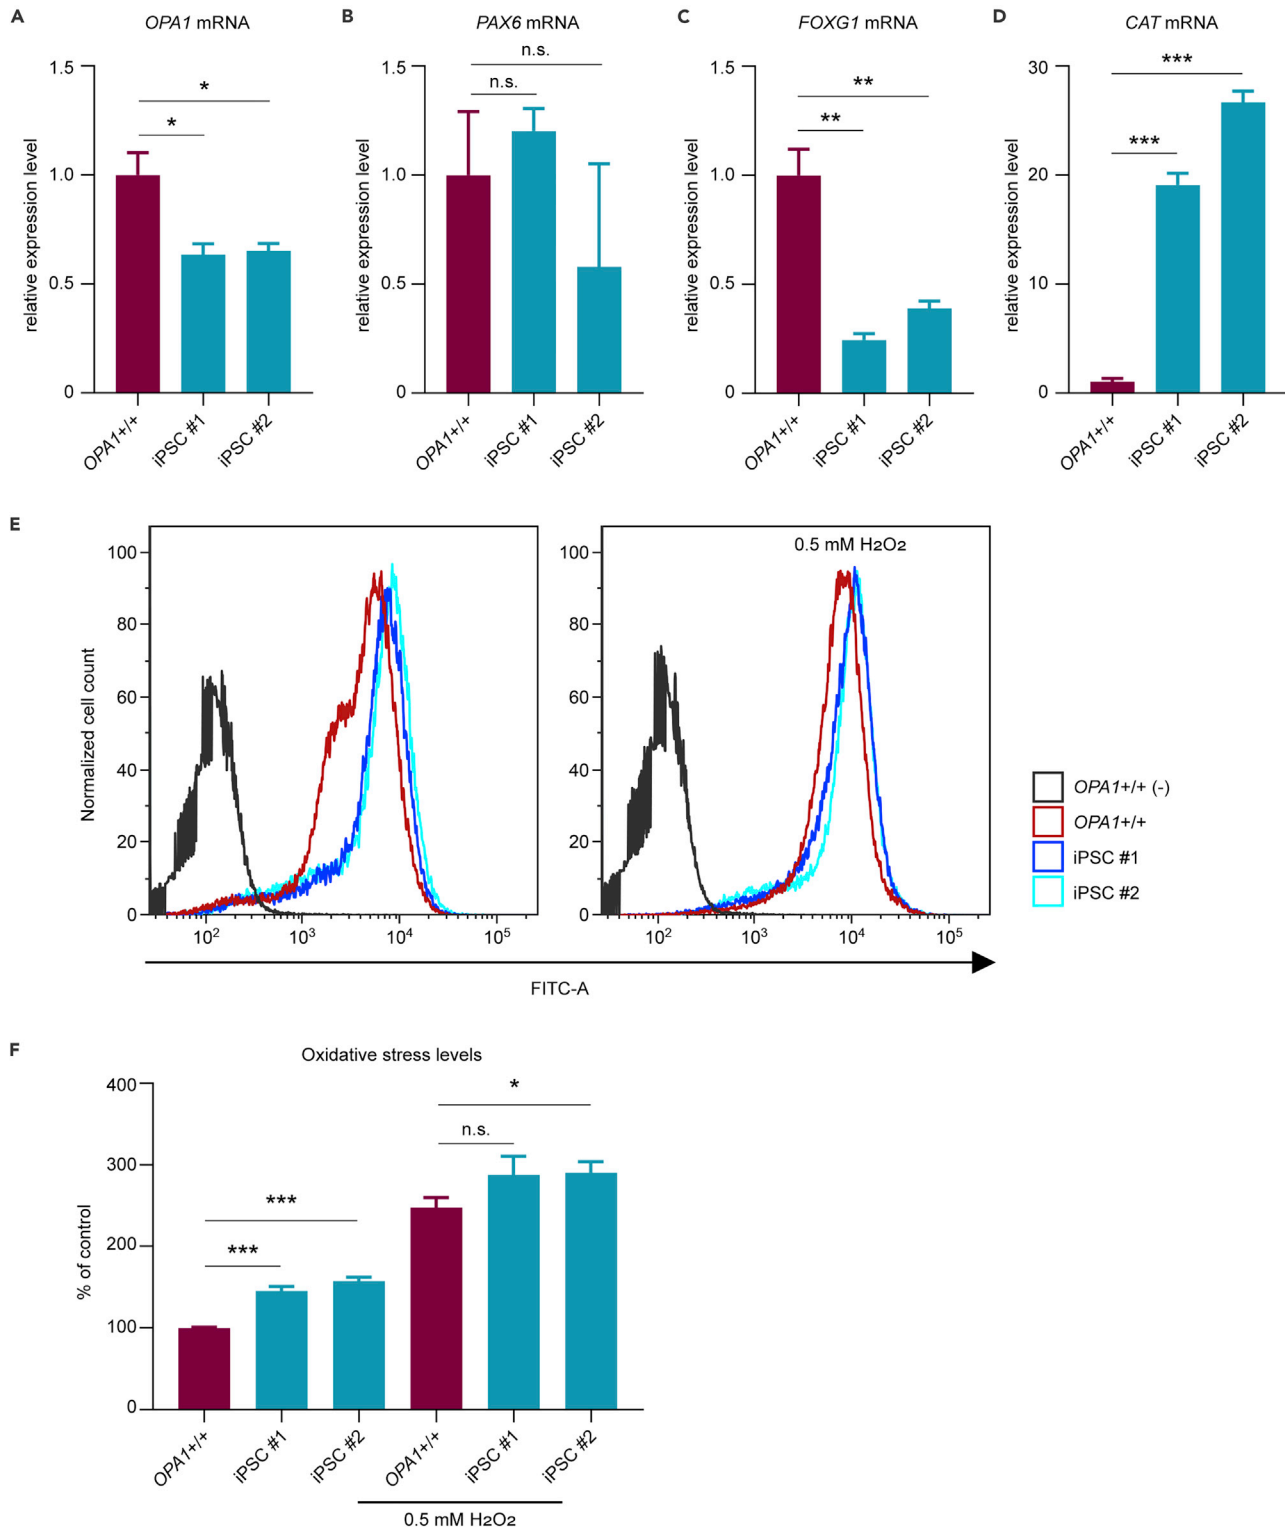 A
OPA1 mRNA
relative expression level
1.5
1.0
0.5
0
*
*
OPA1+/+
iPSC #1
iPSC #2
B
PAX6 mRNA
relative expression level
1.5
1.0
0.5
0
n.s.
n.s.
OPA1+/+
iPSC #1
iPSC #2
C
FOXG1 mRNA
relative expression level
1.5
1.0
0.5
0
**
**
OPA1+/+
iPSC #1
iPSC #2
D
CAT mRNA
relative expression level
30
20
10
0
***
***
OPA1+/+
iPSC #1
iPSC #2
E
Normalized cell count
100
80
60
40
20
0
10²
10³
10⁴
10⁵
0.5 mM H2O2
100
80
60
40
20
0
10²
10³
10⁴
10⁵
FITC-A
OPA1+/+ (-)
OPA1+/+
iPSC #1
iPSC #2
F
Oxidative stress levels
% of control
400
300
200
100
0
***
***
*
n.s.
OPA1+/+
iPSC #1
iPSC #2
OPA1+/+
iPSC #1
iPSC #2
0.5 mM H2O2